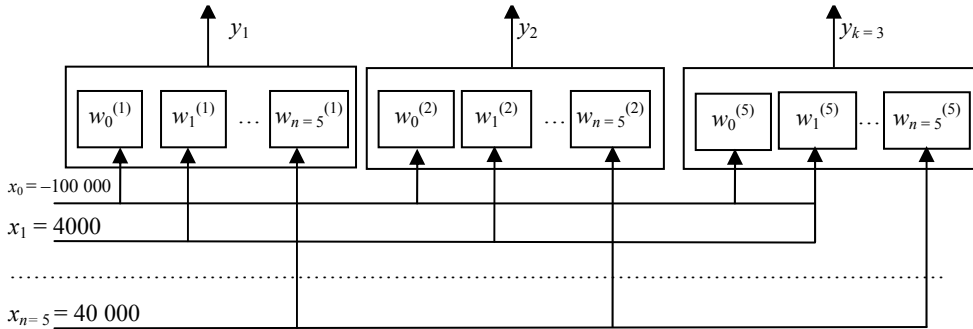 y₁ y₂ yₖ ₌ ₃
w₀⁽¹⁾ w₁⁽¹⁾ … wₙ ₌ ₅⁽¹⁾ w₀⁽²⁾ w₁⁽²⁾ … wₙ ₌ ₅⁽²⁾ w₀⁽⁵⁾ w₁⁽⁵⁾ … wₙ ₌ ₅⁽⁵⁾
x₀ = –100 000
x₁ = 4000
xₙ ₌ ₅ = 40 000